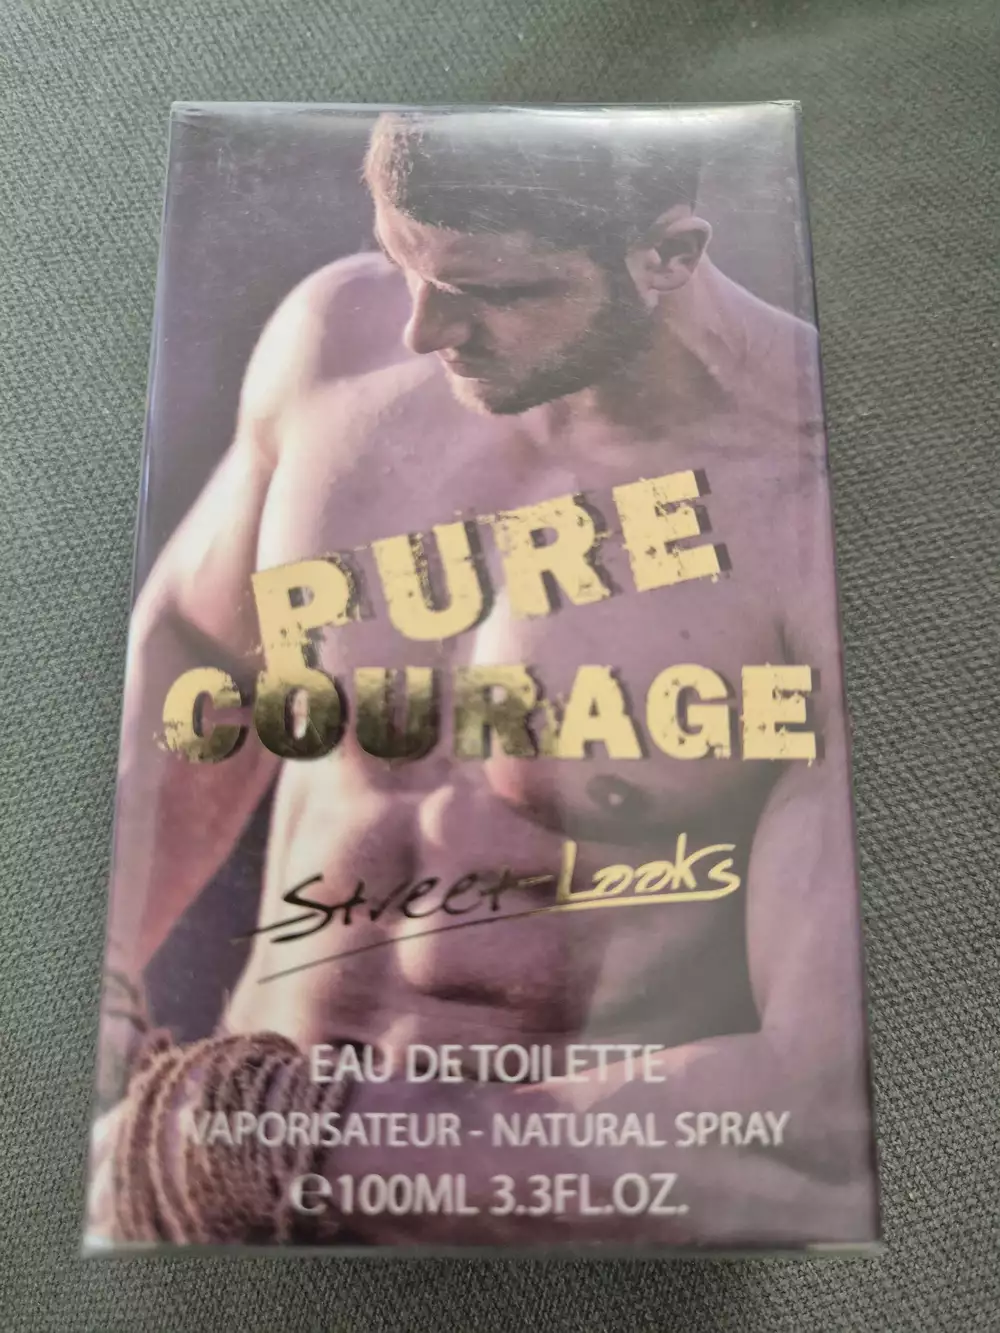 PURE
COURAGE
Street Looks
EAU DE TOILETTE
VAPORISATEUR - NATURAL SPRAY
℮100ML 3.3FL.OZ.